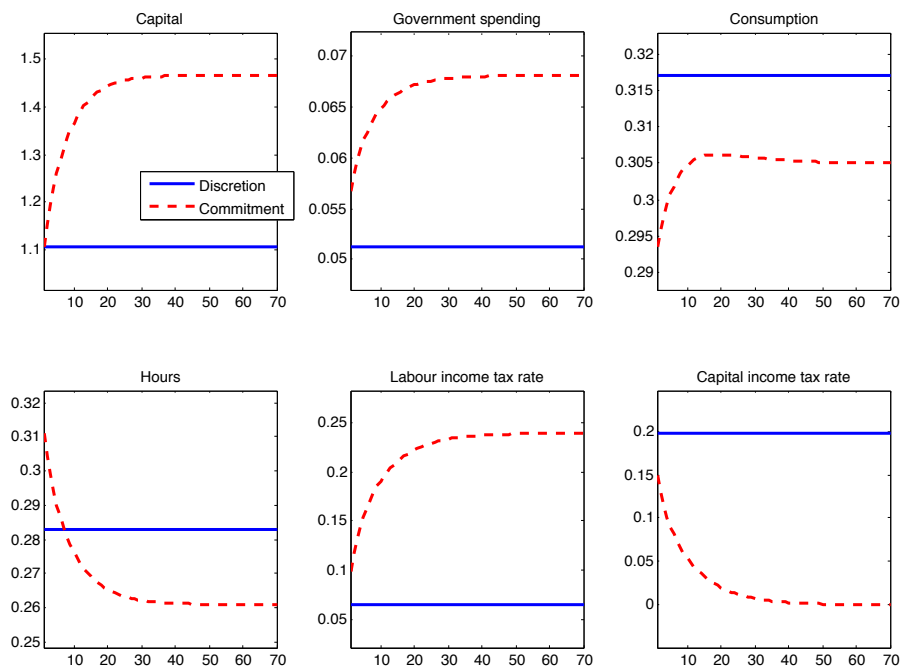 Capital
1.5
1.4
1.3
1.2
1.1
10 20 30 40 50 60 70
Discretion
Commitment
Government spending
0.07
0.065
0.06
0.055
0.05
10 20 30 40 50 60 70
Consumption
0.32
0.315
0.31
0.305
0.3
0.295
0.29
10 20 30 40 50 60 70
Hours
0.32
0.31
0.3
0.29
0.28
0.27
0.26
0.25
10 20 30 40 50 60 70
Labour income tax rate
0.25
0.2
0.15
0.1
0.05
10 20 30 40 50 60 70
Capital income tax rate
0.2
0.15
0.1
0.05
0
10 20 30 40 50 60 70